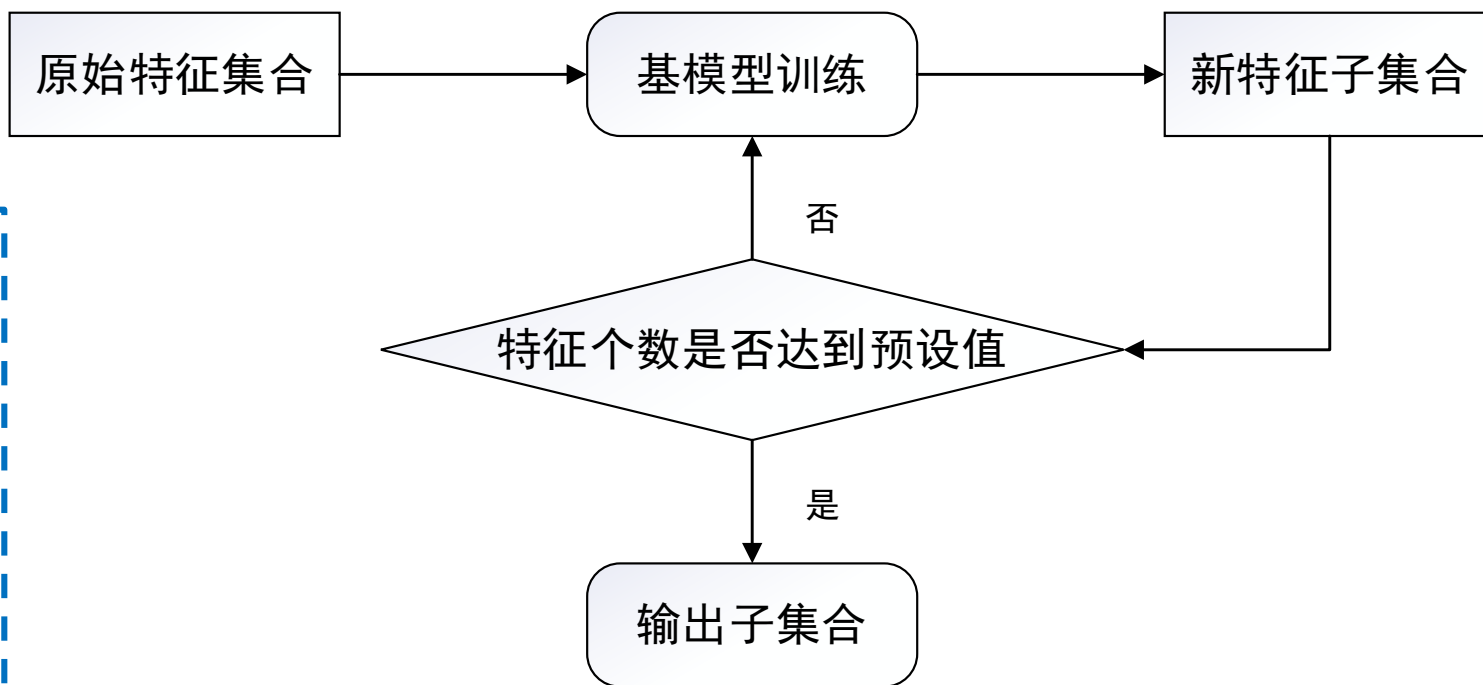 原始特征集合
基模型训练
新特征子集合
否
特征个数是否达到预设值
是
输出子集合